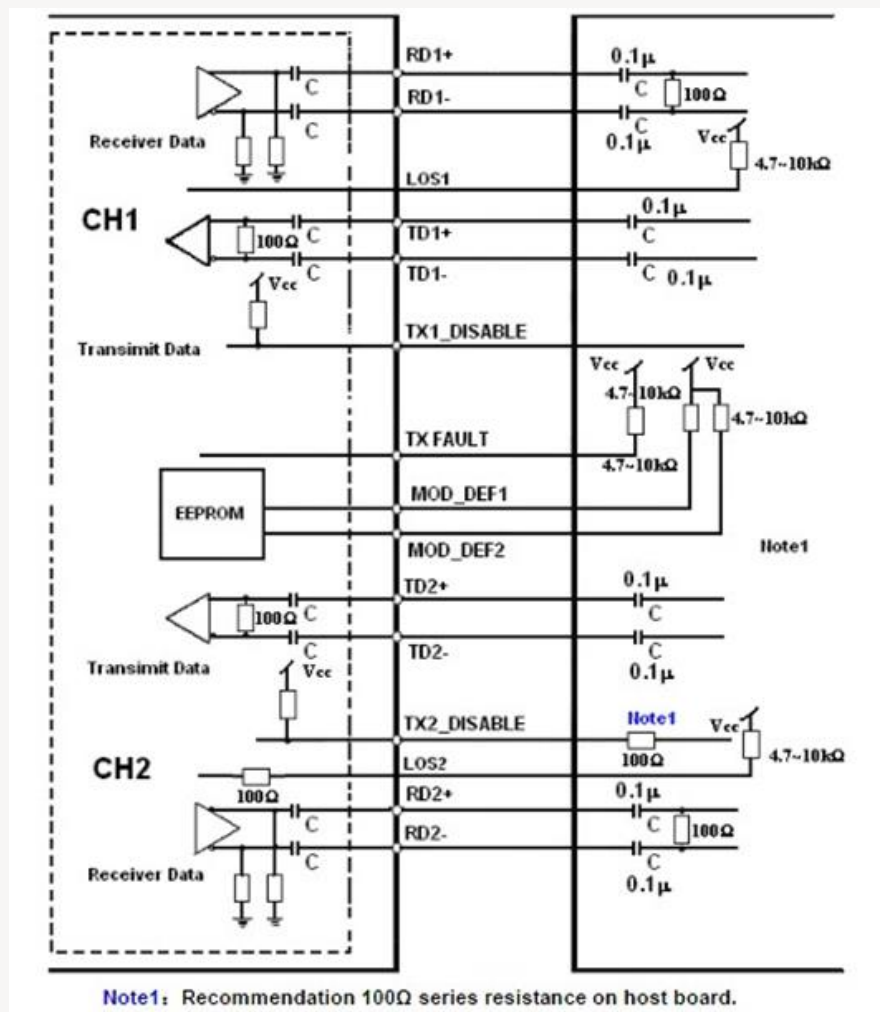 RD1+
0.1μ
C
C
100Ω
RD1-
C
C
0.1μ
Vcc
Receiver Data
4.7~10kΩ
LOS1
0.1μ
CH1
100Ω
C
TD1+
C
C
TD1-
C
0.1μ
Vcc
TX1_DISABLE
Transimit Data
Vcc
Vcc
4.7~10kΩ
4.7~10kΩ
TX FAULT
4.7~10kΩ
MOD_DEF1
EEPROM
MOD_DEF2
Note1
TD2+
0.1μ
100Ω
C
C
C
TD2-
C
0.1μ
Transimit Data
Vcc
TX2_DISABLE
Note1
Vcc
100Ω
4.7~10kΩ
CH2
LOS2
100Ω
RD2+
0.1μ
C
C
100Ω
RD2-
C
C
Receiver Data
0.1μ
Note1: Recommendation 100Ω series resistance on host board.